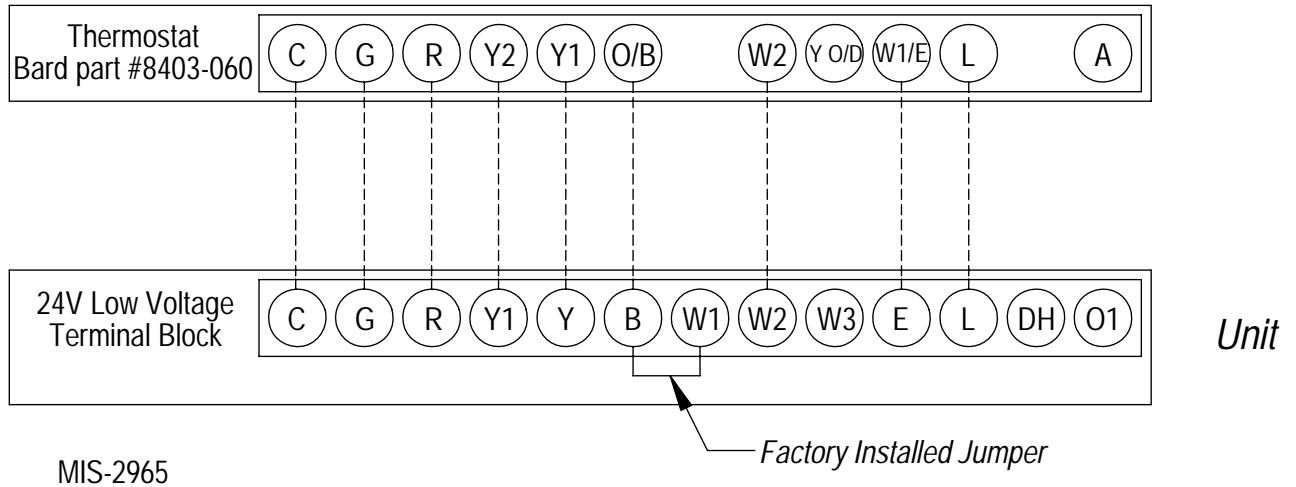 Thermostat
Bard part #8403-060
C G R Y2 Y1 O/B W2 Y O/D W1/E L A
24V Low Voltage
Terminal Block
C G R Y1 Y B W1 W2 W3 E L DH O1
Unit
Factory Installed Jumper
MIS-2965